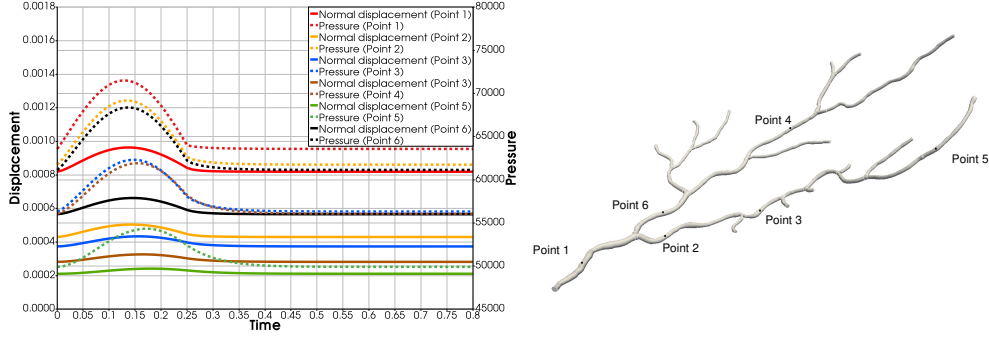 0.0018
0.0016
0.0014
0.0012
0.0010
0.0008
0.0006
0.0004
0.0002
0.0000
Displacement
0 0.05 0.1 0.15 0.2 0.25 0.3 0.35 0.4 0.45 0.5 0.55 0.6 0.65 0.7 0.75 0.8
Time
80000
75000
70000
65000
60000
55000
50000
45000
Pressure
Normal displacement (Point 1)
Pressure (Point 1)
Normal displacement (Point 2)
Pressure (Point 2)
Normal displacement (Point 3)
Pressure (Point 3)
Normal displacement (Point 3)
Pressure (Point 4)
Normal displacement (Point 5)
Pressure (Point 5)
Normal displacement (Point 6)
Pressure (Point 6)
Point 4
Point 5
Point 6
Point 3
Point 1
Point 2